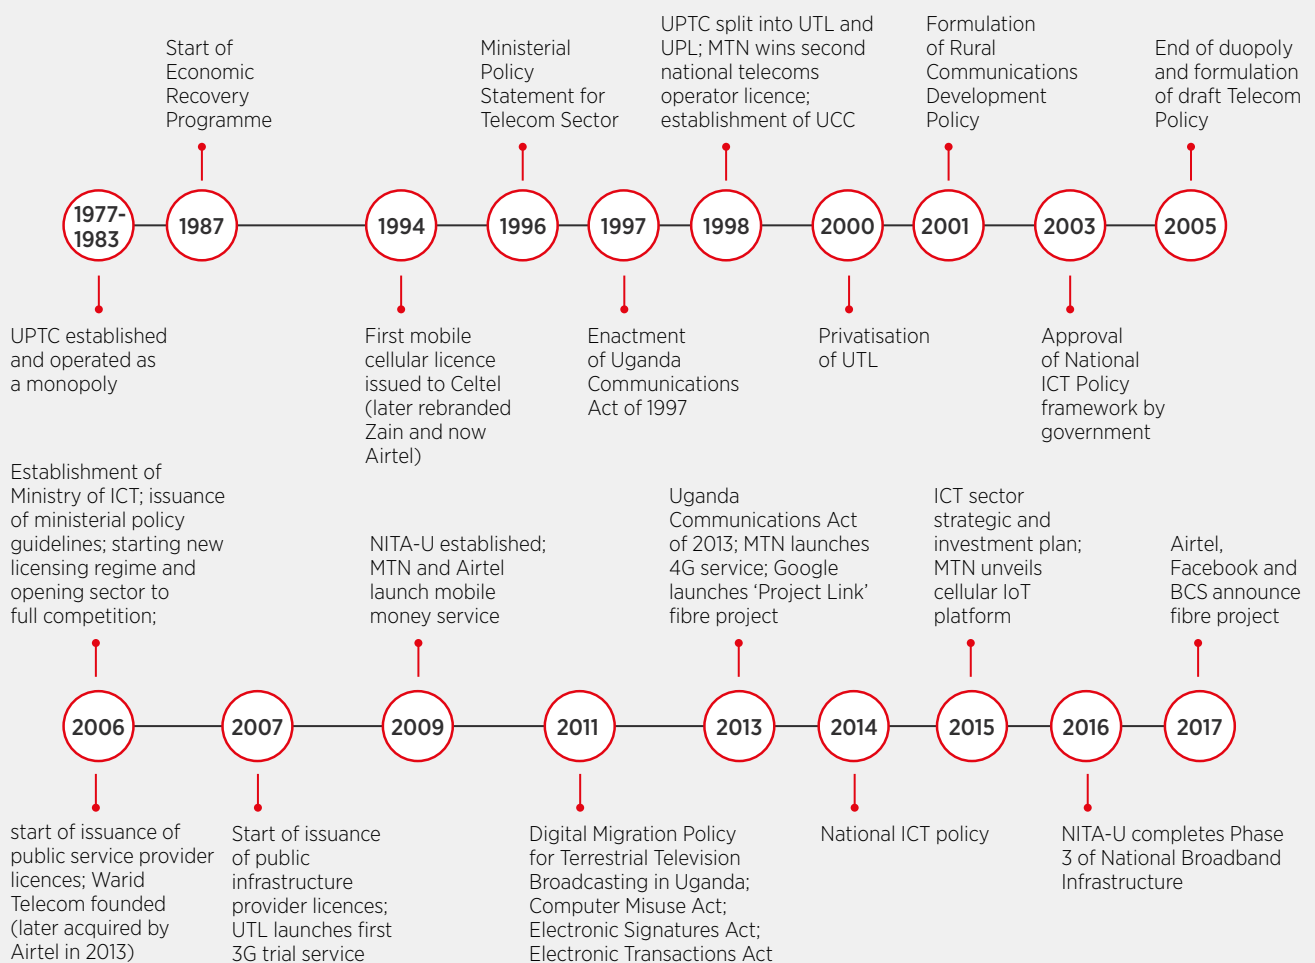 Start of
Economic
Recovery
Programme
Ministerial
Policy
Statement for
Telecom Sector
UPTC split into UTL and
UPL; MTN wins second
national telecoms
operator licence;
establishment of UCC
Formulation
of Rural
Communications
Development
Policy
End of duopoly
and formulation
of draft Telecom
Policy
1977-
1983
1987
1994
1996
1997
1998
2000
2001
2003
2005
UPTC established
and operated as
a monopoly
First mobile
cellular licence
issued to Celtel
(later rebranded
Zain and now
Airtel)
Enactment
of Uganda
Communications
Act of 1997
Privatisation
of UTL
Approval
of National
ICT Policy
framework by
government
Establishment of
Ministry of ICT; issuance
of ministerial policy
guidelines; starting new
licensing regime and
opening sector to
full competition;
NITA-U established;
MTN and Airtel
launch mobile
money service
Uganda
Communications Act
of 2013; MTN launches
4G service; Google
launches ‘Project Link’
fibre project
ICT sector
strategic and
investment plan;
MTN unveils
cellular IoT
platform
Airtel,
Facebook and
BCS announce
fibre project
2006
2007
2009
2011
2013
2014
2015
2016
2017
start of issuance of
public service provider
licences; Warid
Telecom founded
(later acquired by
Airtel in 2013)
Start of issuance
of public
infrastructure
provider licences;
UTL launches first
3G trial service
Digital Migration Policy
for Terrestrial Television
Broadcasting in Uganda;
Computer Misuse Act;
Electronic Signatures Act;
Electronic Transactions Act
National ICT policy
NITA-U completes Phase
3 of National Broadband
Infrastructure